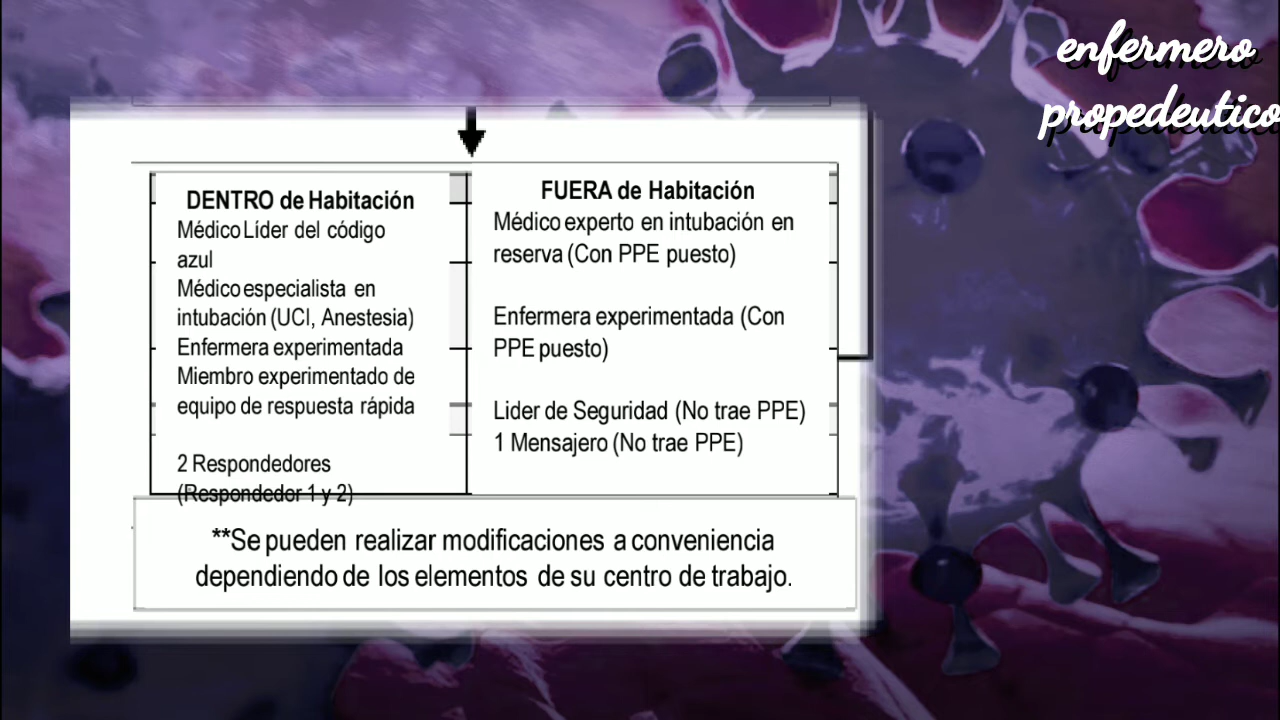 enfermero
propedeutico
DENTRO de Habitación
Médico Líder del código
azul
Médico especialista en
intubación (UCI, Anestesia)
Enfermera experimentada
Miembro experimentado de
equipo de respuesta rápida
2 Respondedores
(Respondedor 1 y 2)
FUERA de Habitación
Médico experto en intubación en
reserva (Con PPE puesto)
Enfermera experimentada (Con
PPE puesto)
Lider de Seguridad (No trae PPE)
1 Mensajero (No trae PPE)
**Se pueden realizar modificaciones a conveniencia
dependiendo de los elementos de su centro de trabajo.